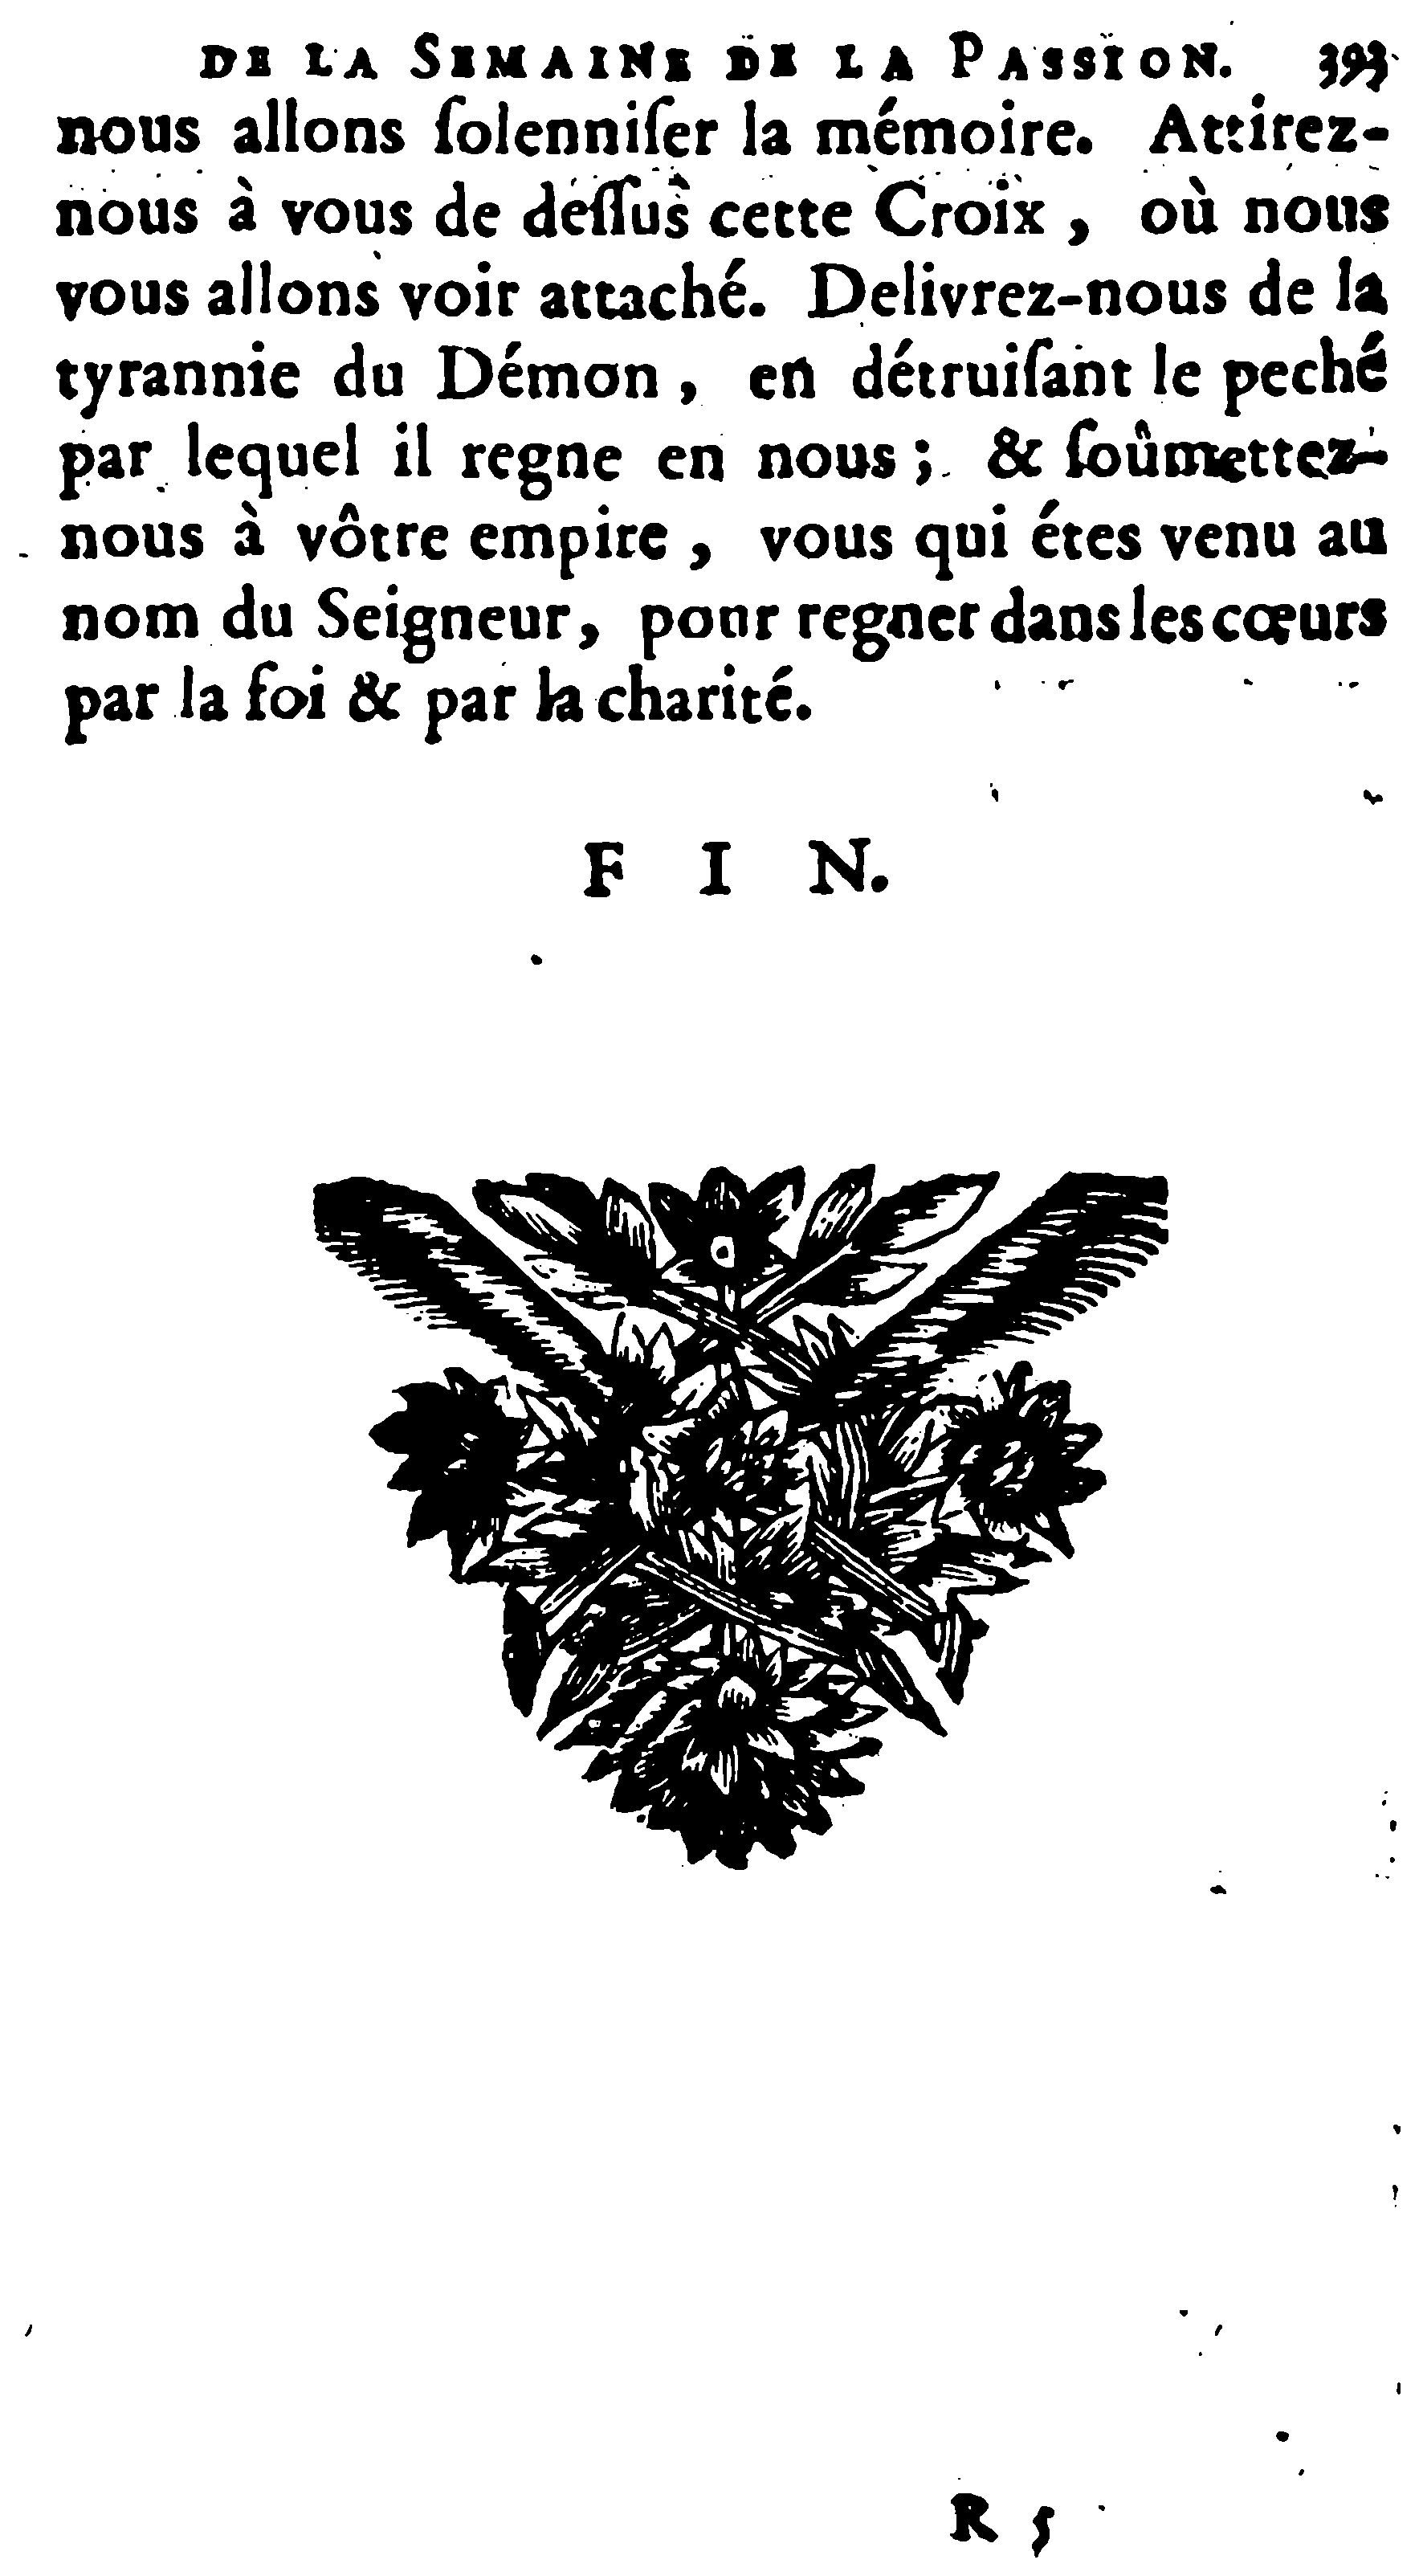 DE LA SEMAINE DE LA PASSION. 393
nous allons ſolenniſer la mémoire. Attirez-
nous à vous de deſſus cette Croix, où nous
vous allons voir attaché. Delivrez-nous de la
tyrannie du Démon, en détruiſant le peché
par lequel il regne en nous; & ſoûmettez-
nous à vôtre empire, vous qui étes venu au
nom du Seigneur, pour regner dans les cœurs
par la foi & par la charité.
F I N.
R 5